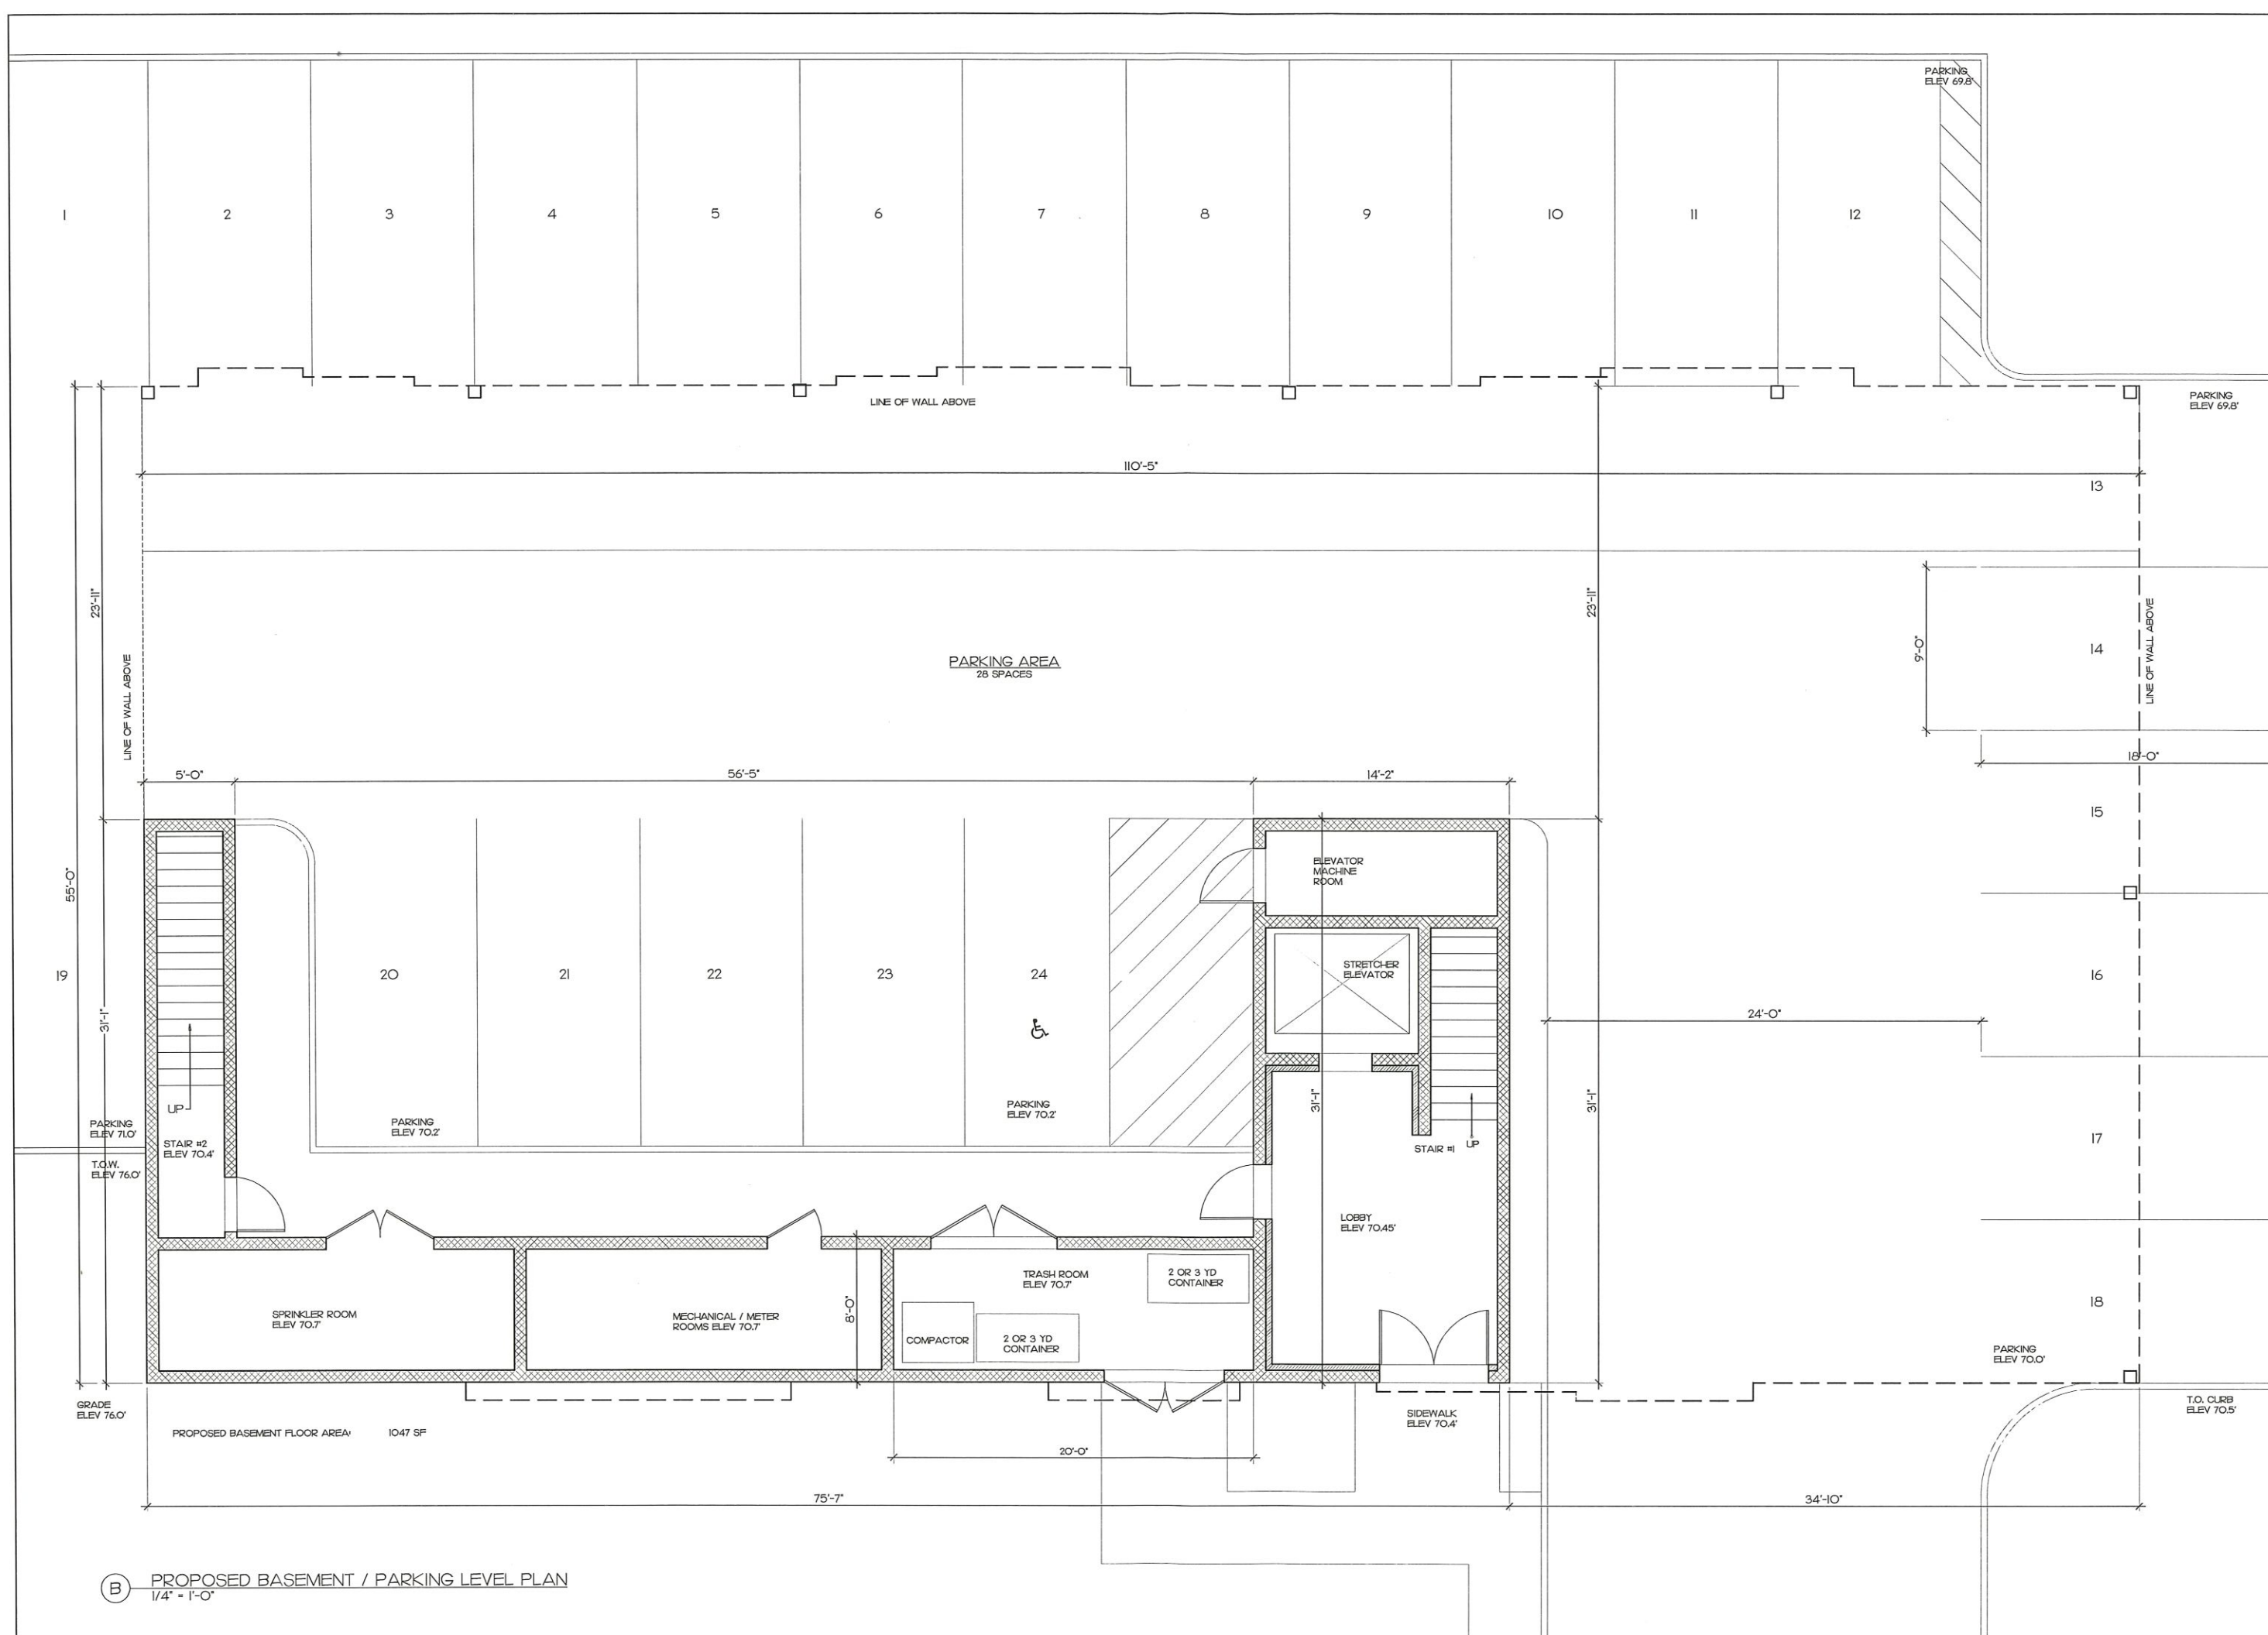 PARKING
ELEV 69.8'
1
2
3
4
5
6
7
8
9
10
11
12
LINE OF WALL ABOVE
PARKING
ELEV 69.8'
110'-5"
13
23'-11"
23'-11"
LINE OF WALL ABOVE
LINE OF WALL ABOVE
9'-0"
14
PARKING AREA
28 SPACES
18'-0"
5'-0"
56'-5"
14'-2"
15
55'-0"
ELEVATOR
MACHINE
ROOM
19
20
21
22
23
24
STRETCHER
ELEVATOR
16
31'-1"
24'-0"
31'-1"
31'-1"
PARKING
ELEV 70.2'
PARKING
ELEV 70.2'
UP
PARKING
ELEV 71.0'
STAIR #2
ELEV 70.4'
T.O.W.
ELEV 76.0'
STAIR #1
UP
17
LOBBY
ELEV 70.45'
TRASH ROOM
ELEV 70.7'
2 OR 3 YD
CONTAINER
SPRINKLER ROOM
ELEV 70.7'
MECHANICAL / METER
ROOMS ELEV 70.7'
8'-0"
COMPACTOR
2 OR 3 YD
CONTAINER
18
PARKING
ELEV 70.0'
GRADE
ELEV 76.0'
SIDEWALK
ELEV 70.4'
T.O. CURB
ELEV 70.5'
PROPOSED BASEMENT FLOOR AREA: 1047 SF
20'-0"
75'-7"
34'-10"
B
PROPOSED BASEMENT / PARKING LEVEL PLAN
1/4" = 1'-0"